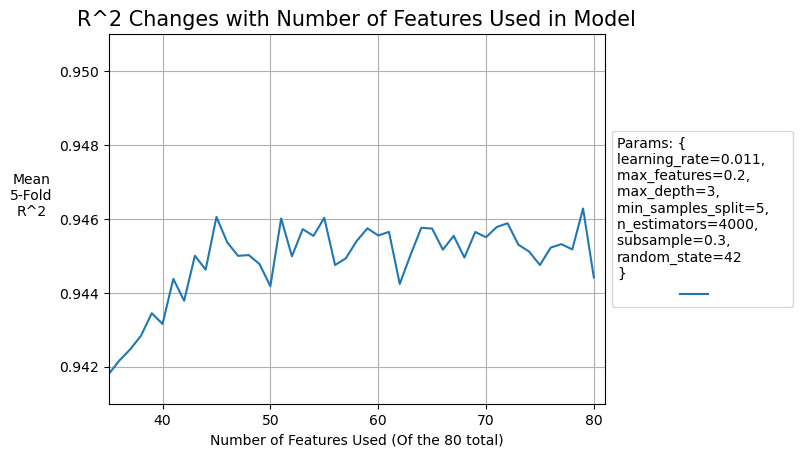 R^2 Changes with Number of Features Used in Model
0.950
0.948
0.946
0.944
0.942
Mean
5-Fold
R^2
40
50
60
70
80
Number of Features Used (Of the 80 total)
Params: {
learning_rate=0.011,
max_features=0.2,
max_depth=3,
min_samples_split=5,
n_estimators=4000,
subsample=0.3,
random_state=42
}